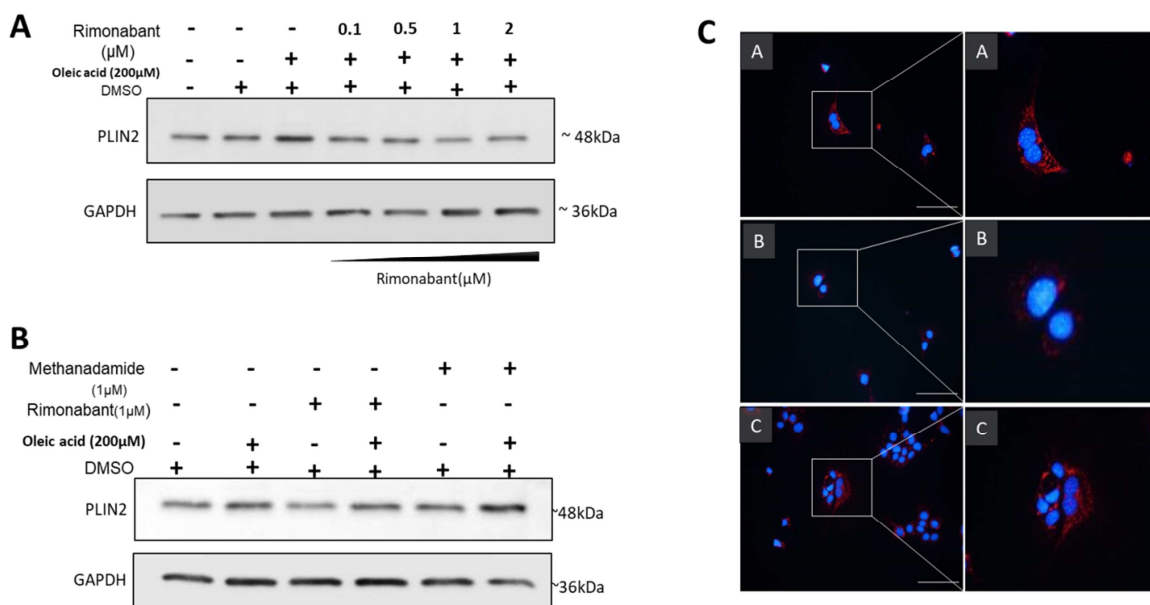 A
Rimonabant - - - 0.1 0.5 1 2
(µM)
Oleic acid (200µM) - - + + + + +
DMSO - + + + + + +
PLIN2 ~ 48kDa
GAPDH ~ 36kDa
Rimonabant(µM)
B
Methanadamide - - - - + +
(1µM)
Rimonabant(1µM) - - + + - -
Oleic acid (200µM) - + - + - +
DMSO + + + + + +
PLIN2 ~48kDa
GAPDH ~36kDa
C
A A
B B
C C